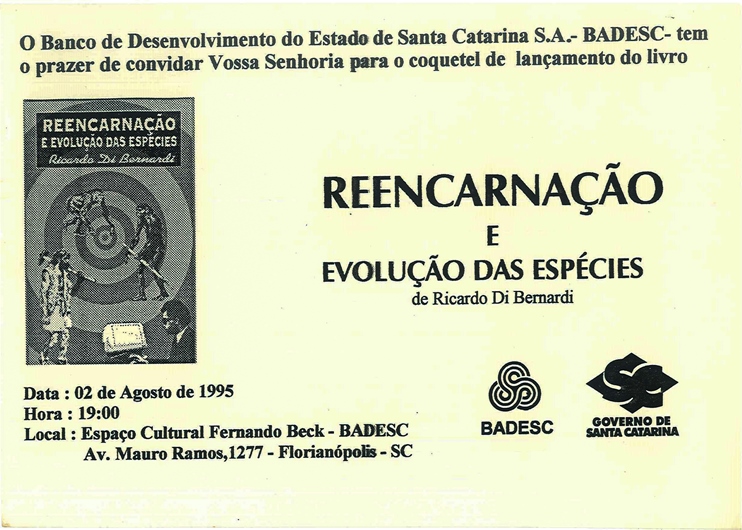 O Banco de Desenvolvimento do Estado de Santa Catarina S.A.- BADESC- tem
o prazer de convidar Vossa Senhoria para o coquetel de lançamento do livro
REENCARNAÇÃO
E EVOLUÇÃO DAS ESPÉCIES
Ricardo Di Bernardi
REENCARNAÇÃO
E
EVOLUÇÃO DAS ESPÉCIES
de Ricardo Di Bernardi
Data : 02 de Agosto de 1995
Hora : 19:00
Local : Espaço Cultural Fernando Beck - BADESC
Av. Mauro Ramos,1277 - Florianópolis - SC
BADESC
SC
GOVERNO DE
SANTA CATARINA